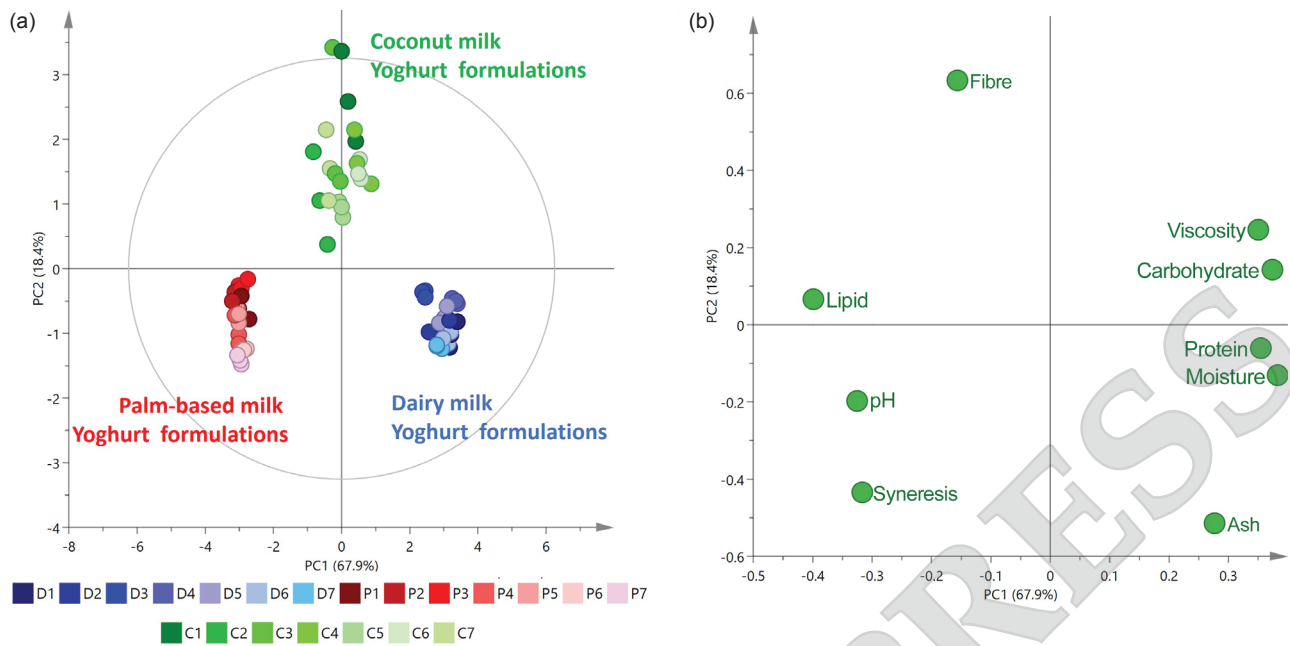 (a)
Coconut milk
Yoghurt formulations
3
2
1
0
-1
-2
-3
-4
PC2 (18.4%)
Palm-based milk
Yoghurt formulations
Dairy milk
Yoghurt formulations
-8 -6 -4 -2 0 2 4 6
PC1 (67.9%)
D1 D2 D3 D4 D5 D6 D7 P1 P2 P3 P4 P5 P6 P7
C1 C2 C3 C4 C5 C6 C7
(b)
0.6
0.4
0.2
0
-0.2
-0.4
-0.6
PC2 (18.4%)
Fibre
Viscosity
Carbohydrate
Lipid
Protein
Moisture
pH
Syneresis
Ash
-0.5 -0.4 -0.3 -0.2 -0.1 0 0.1 0.2 0.3
PC1 (67.9%)
PRESS